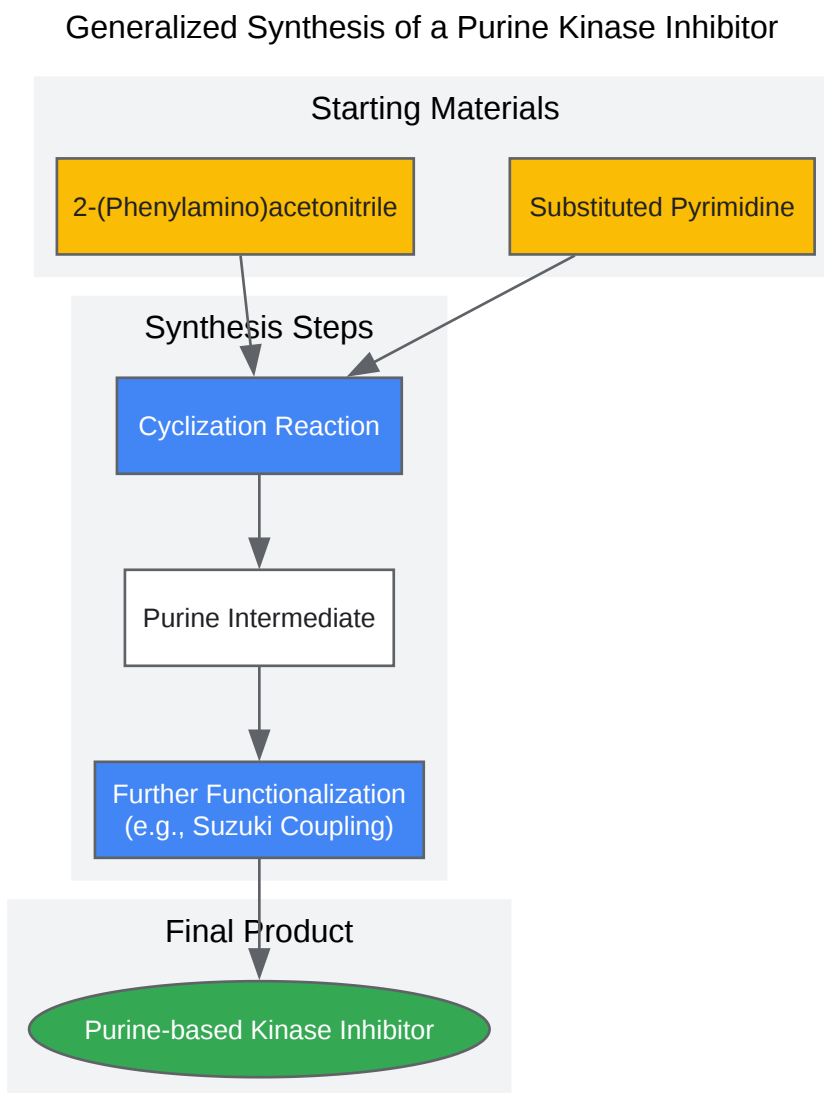 Generalized Synthesis of a Purine Kinase Inhibitor
Starting Materials
2-(Phenylamino)acetonitrile
Substituted Pyrimidine
Synthesis Steps
Cyclization Reaction
Purine Intermediate
Further Functionalization
(e.g., Suzuki Coupling)
Final Product
Purine-based Kinase Inhibitor